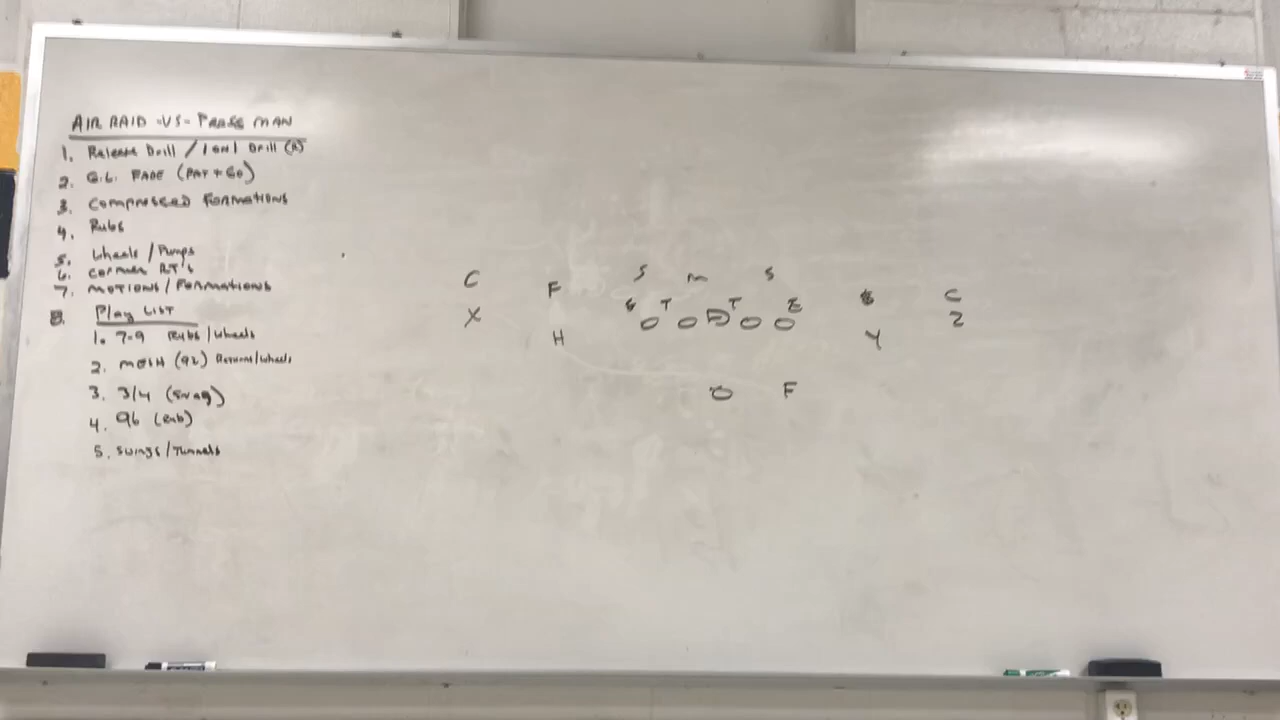 AIR RAID -VS- PRESS MAN
1. Release Drill / 1 on 1 Drill (R)
2. G.L. FADE (PAT + GO)
3. COMPRESSED FORMATIONS
4. Rubs
5. Wheels / Pumps
6. CORNER RT'S
7. MOTIONS / FORMATIONS
8. Play LIST
1. 7-9 Rubs / Wheels
2. MESH (92) Returns/Wheels
3. 3/4 (SNAG)
4. 96 (Rub)
5. SWINGS / TUNNELS
S M S
C F C
T T E
X Z
H Y
F